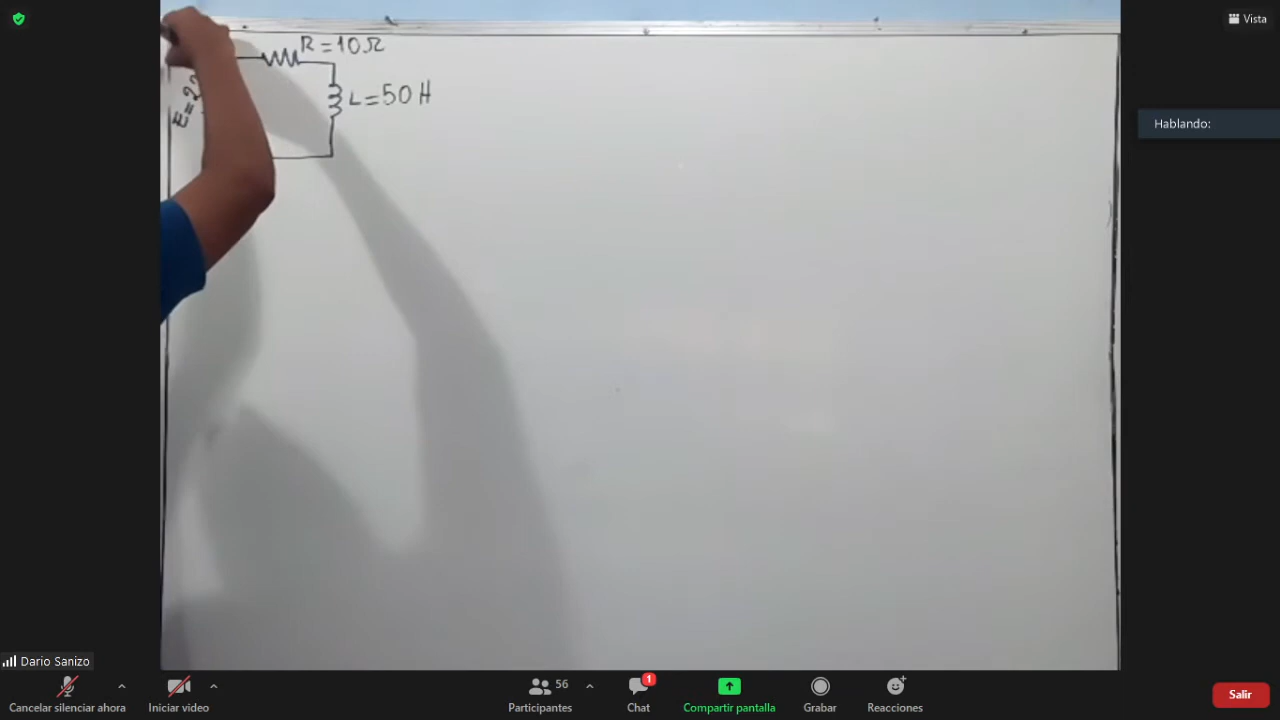 Vista
R = 10 Ω
L = 50 H
Hablando:
Dario Sanizo
Cancelar silenciar ahora
Iniciar video
56
Participantes
1
Chat
Compartir pantalla
Grabar
Reacciones
Salir